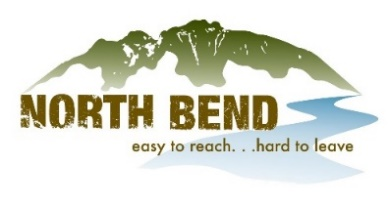 NORTH BEND
easy to reach. . .hard to leave